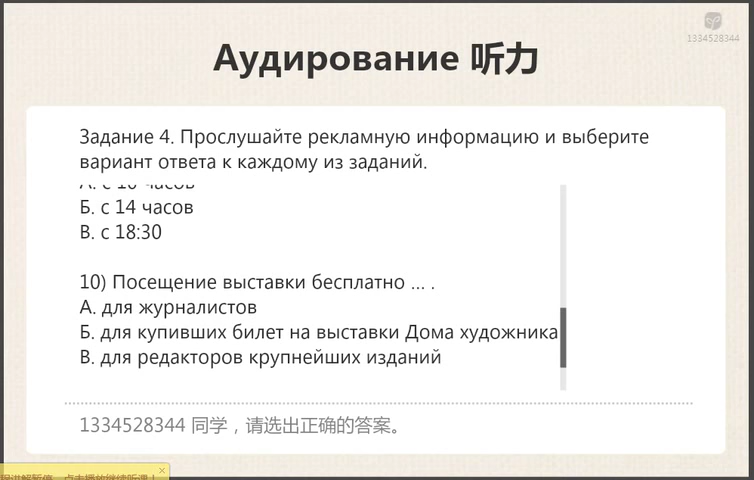 1334528344
Аудирование 听力
Задание 4. Прослушайте рекламную информацию и выберите
вариант ответа к каждому из заданий.
А. с 10 часов
Б. с 14 часов
В. с 18:30
10) Посещение выставки бесплатно ... .
А. для журналистов
Б. для купивших билет на выставки Дома художника
В. для редакторов крупнейших изданий
1334528344 同学，请选出正确的答案。